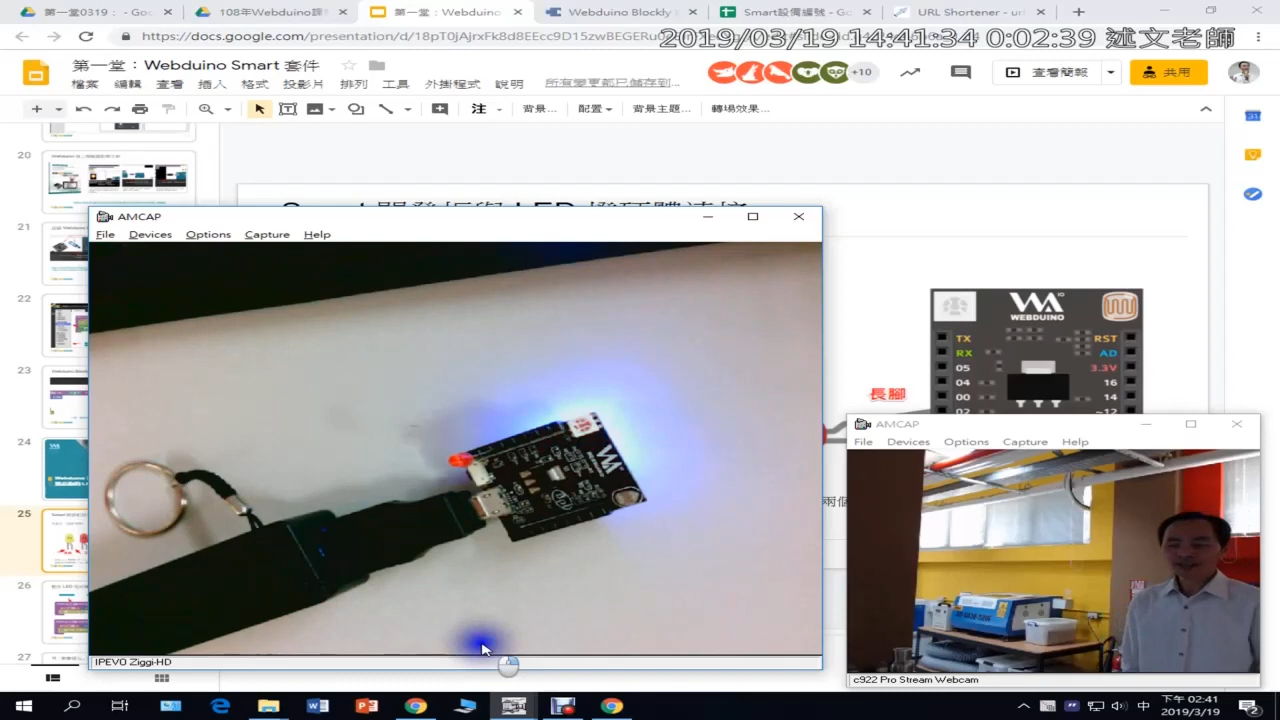 第一堂0319 : - Goo
108年Webduino課程
第一堂：Webduino
Webduino Blockly
Smart設備編號 - Go
URL Shortener - url
https://docs.google.com/presentation/d/18pT0jAjrxFk8d8EEcc9D15zwBEGERu
2019/03/19 14:41:34 0:02:39 述文老師
第一堂：Webduino Smart 套件
+10
查看簡報
共用
檔案 編輯 查看 插入 格式 投影片 排列 工具 外掛程式 說明
所有變更都已儲存到...
注
背景...
配置
背景主題...
轉場效果...
20
21
22
23
24
25
26
27
AMCAP
File Devices Options Capture Help
IPEVO Ziggi-HD
WEBDUINO
TX
RX
05
04
00
02
RST
AD
3.3V
16
14
~12
長腳
兩個
AMCAP
File Devices Options Capture Help
c922 Pro Stream Webcam
中
下午 02:41
2019/3/19
2